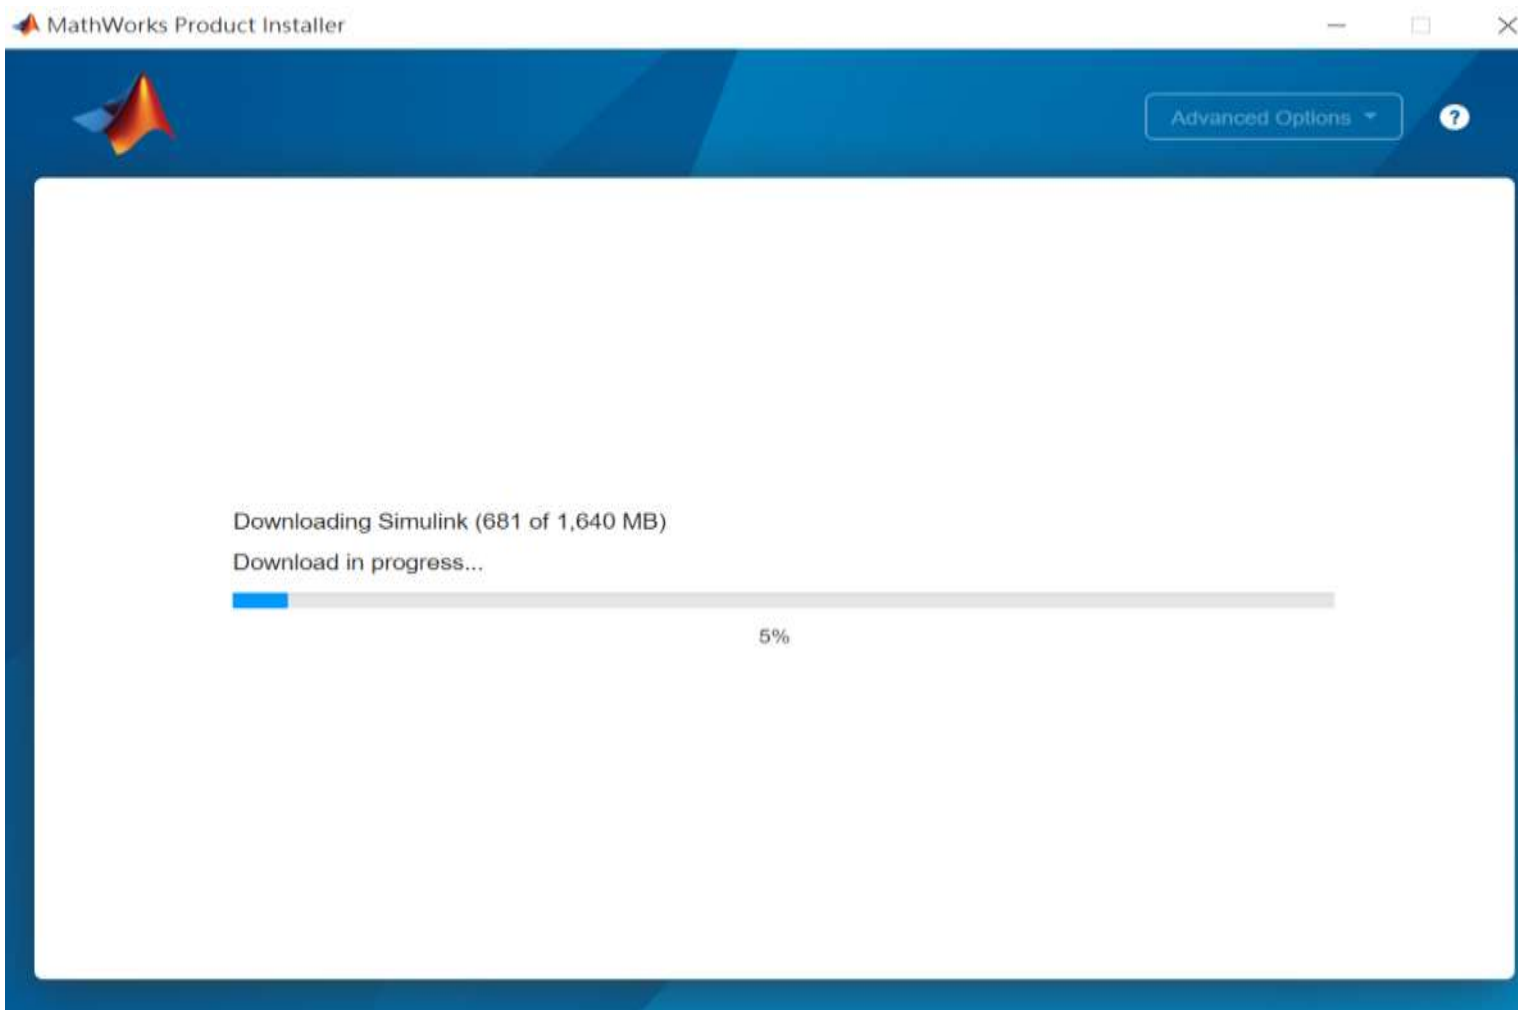 MathWorks Product Installer
Advanced Options
?
Downloading Simulink (681 of 1,640 MB)
Download in progress...
5%